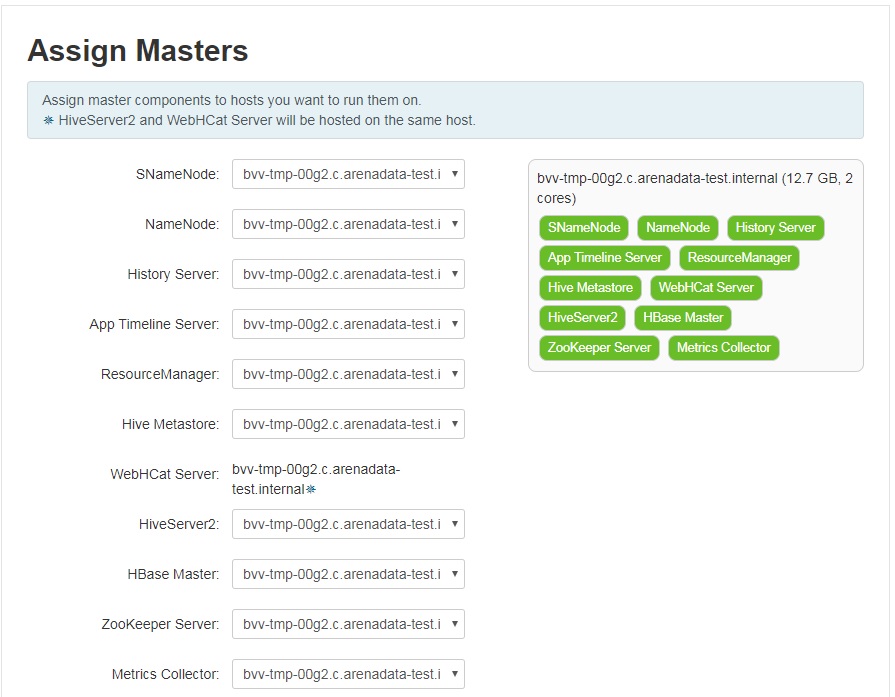 Assign Masters
Assign master components to hosts you want to run them on.
✵ HiveServer2 and WebHCat Server will be hosted on the same host.
SNameNode: bvv-tmp-00g2.c.arenadata-test.i
NameNode: bvv-tmp-00g2.c.arenadata-test.i
History Server: bvv-tmp-00g2.c.arenadata-test.i
App Timeline Server: bvv-tmp-00g2.c.arenadata-test.i
ResourceManager: bvv-tmp-00g2.c.arenadata-test.i
Hive Metastore: bvv-tmp-00g2.c.arenadata-test.i
WebHCat Server: bvv-tmp-00g2.c.arenadata-
test.internal✵
HiveServer2: bvv-tmp-00g2.c.arenadata-test.i
HBase Master: bvv-tmp-00g2.c.arenadata-test.i
ZooKeeper Server: bvv-tmp-00g2.c.arenadata-test.i
Metrics Collector: bvv-tmp-00g2.c.arenadata-test.i
bvv-tmp-00g2.c.arenadata-test.internal (12.7 GB, 2
cores)
SNameNode NameNode History Server
App Timeline Server ResourceManager
Hive Metastore WebHCat Server
HiveServer2 HBase Master
ZooKeeper Server Metrics Collector